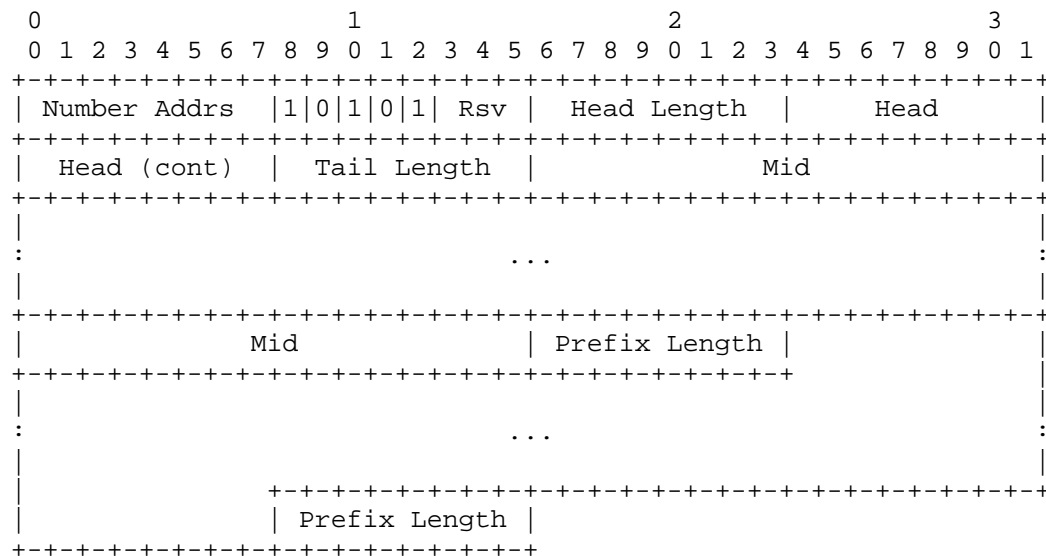 0                   1                   2                   3
 0 1 2 3 4 5 6 7 8 9 0 1 2 3 4 5 6 7 8 9 0 1 2 3 4 5 6 7 8 9 0 1
+-+-+-+-+-+-+-+-+-+-+-+-+-+-+-+-+-+-+-+-+-+-+-+-+-+-+-+-+-+-+-+-+
| Number Addrs  |1|0|1|0|1| Rsv |  Head Length  |     Head      |
+-+-+-+-+-+-+-+-+-+-+-+-+-+-+-+-+-+-+-+-+-+-+-+-+-+-+-+-+-+-+-+-+
|  Head (cont)  |  Tail Length  |              Mid              |
+-+-+-+-+-+-+-+-+-+-+-+-+-+-+-+-+-+-+-+-+-+-+-+-+-+-+-+-+-+-+-+-+
|                                                               |
:                              ...                              :
|                                                               |
+-+-+-+-+-+-+-+-+-+-+-+-+-+-+-+-+-+-+-+-+-+-+-+-+-+-+-+-+-+-+-+-+
|              Mid              | Prefix Length |               |
+-+-+-+-+-+-+-+-+-+-+-+-+-+-+-+-+-+-+-+-+-+-+-+-+               |
|                                                               |
:                              ...                              :
|                                                               |
|               +-+-+-+-+-+-+-+-+-+-+-+-+-+-+-+-+-+-+-+-+-+-+-+-+
|               | Prefix Length |
+-+-+-+-+-+-+-+-+-+-+-+-+-+-+-+-+